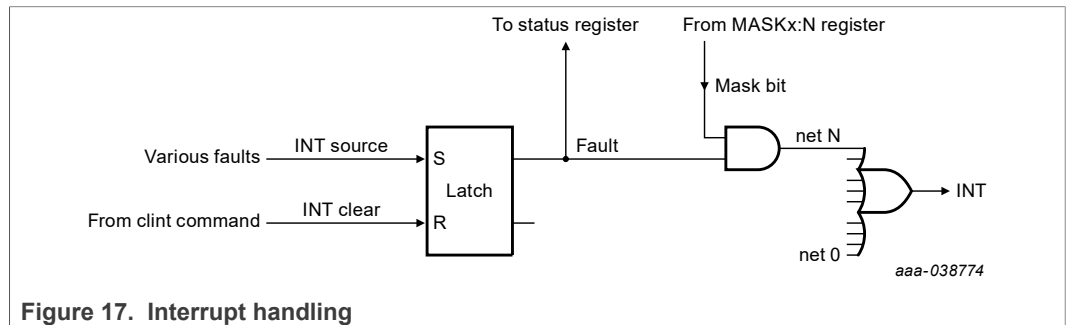 To status register
From MASKx:N register
Mask bit
net N
Various faults
INT source
S
Fault
Latch
INT
From clint command
INT clear
R
net 0
aaa-038774
Figure 17. Interrupt handling